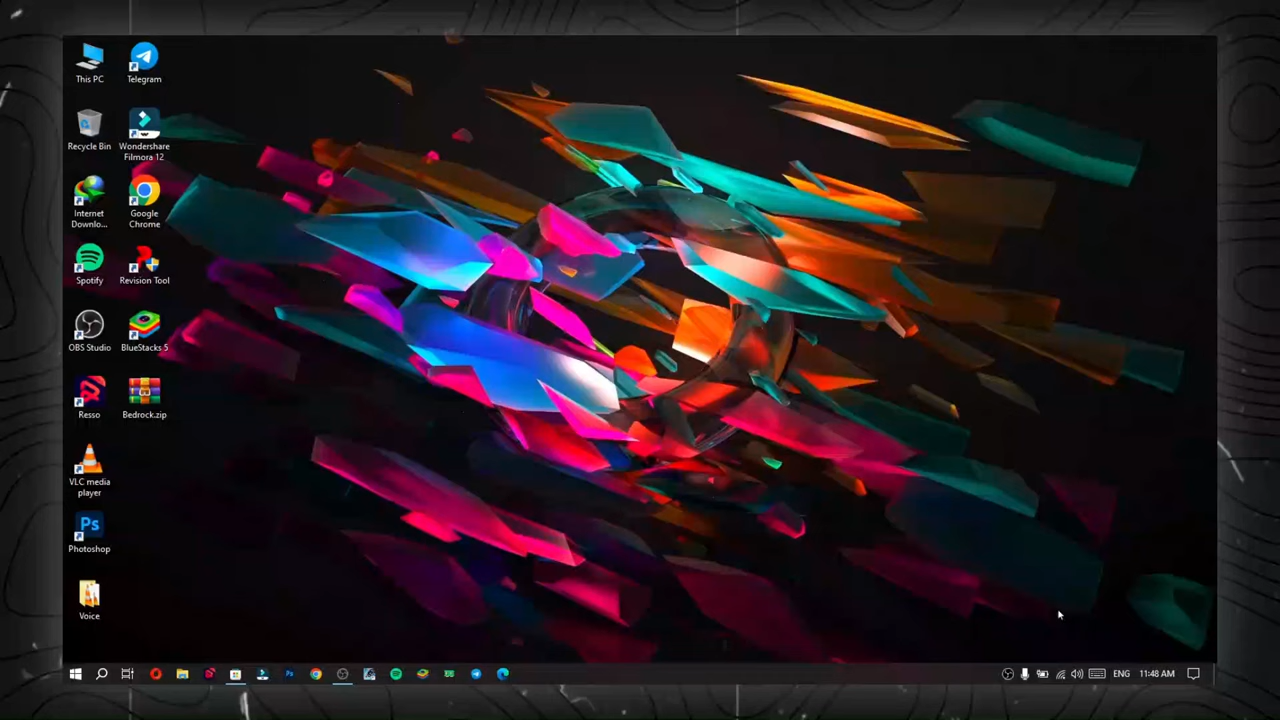 This PC
Telegram
Recycle Bin
Wondershare
Filmora 12
Internet
Downlo...
Google
Chrome
Spotify
Revision Tool
OBS Studio
BlueStacks 5
Resso
Bedrock.zip
VLC media
player
Ps
Photoshop
Voice
ENG
11:48 AM